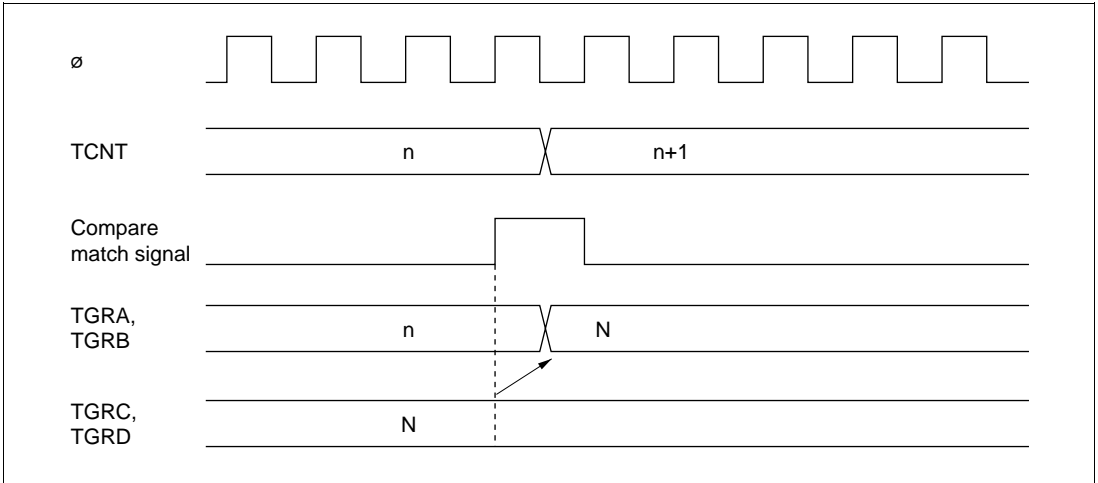 ø
TCNT
n
n+1
Compare
match signal
TGRA,
TGRB
n
N
TGRC,
TGRD
N